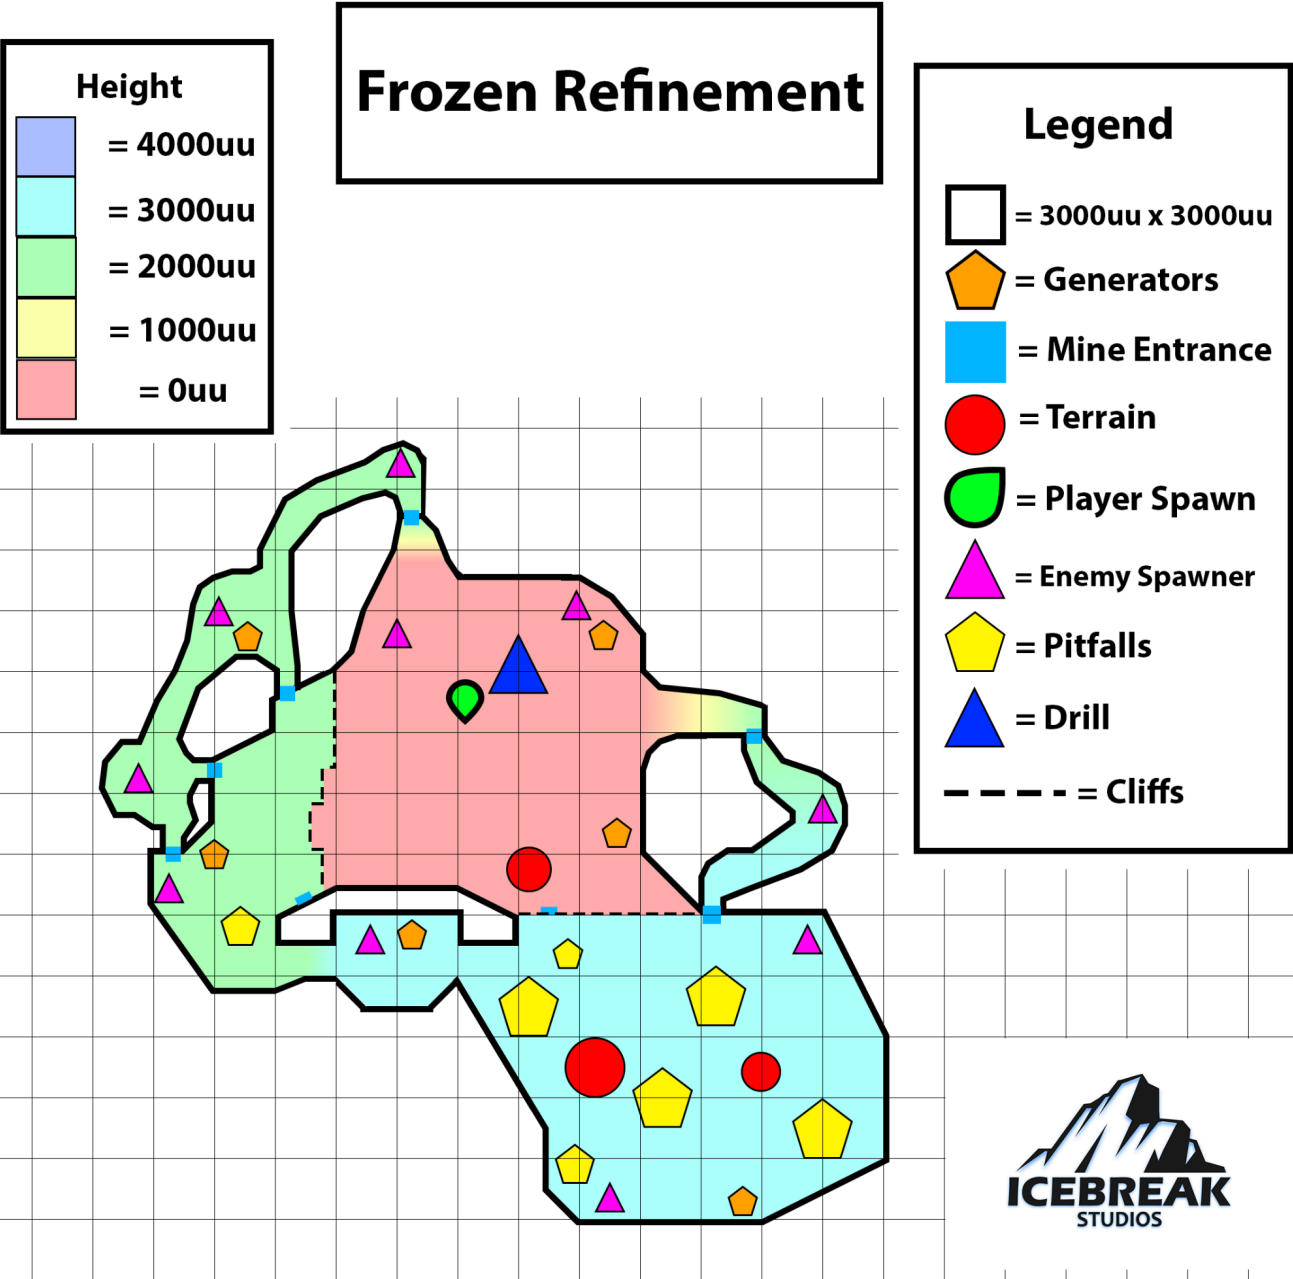 Frozen Refinement
Height
= 4000uu
= 3000uu
= 2000uu
= 1000uu
= 0uu
Legend
= 3000uu x 3000uu
= Generators
= Mine Entrance
= Terrain
= Player Spawn
= Enemy Spawner
= Pitfalls
= Drill
= Cliffs
ICEBREAK
STUDIOS